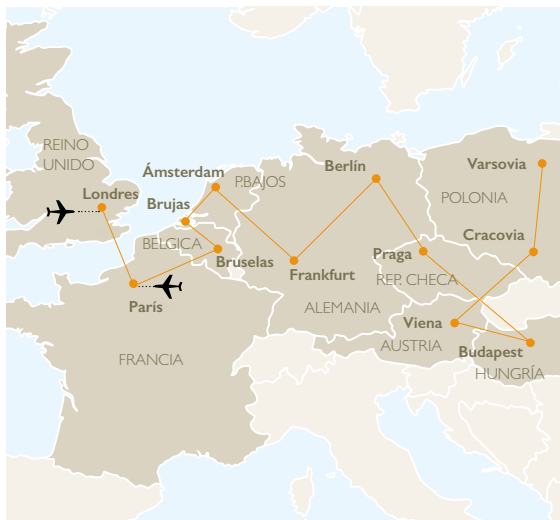 REINO
UNIDO
Londres
Ámsterdam
P.BAJOS
Brujas
BELGICA
Bruselas
París
FRANCIA
Berlín
Frankfurt
ALEMANIA
Varsovia
POLONIA
Cracovia
Praga
REP. CHECA
Viena
AUSTRIA
Budapest
HUNGRÍA